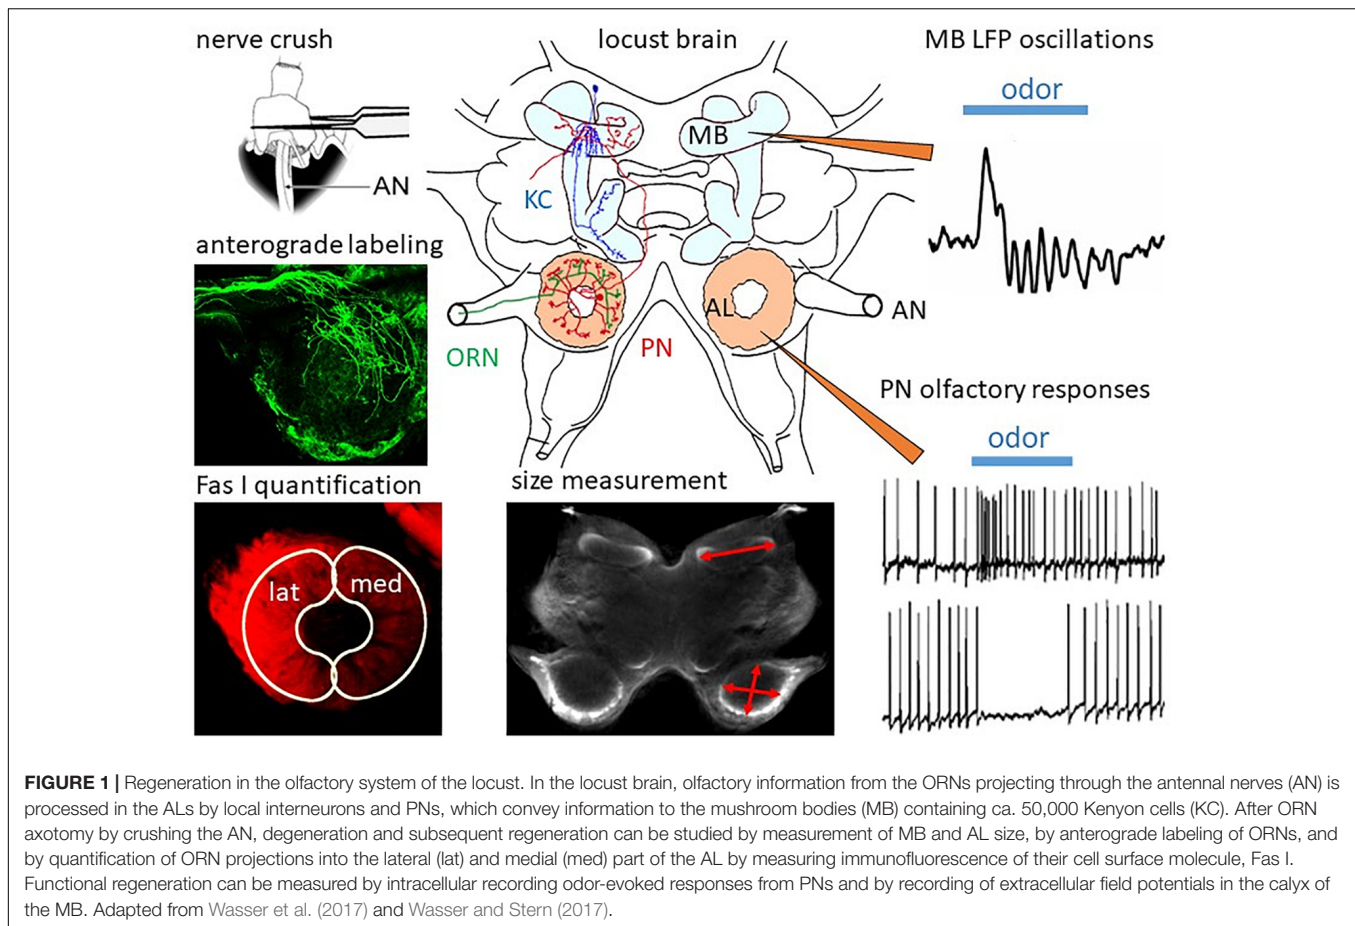 nerve crush
locust brain
MB LFP oscillations
odor
MB
AN
KC
anterograde labeling
AL
AN
ORN
PN
PN olfactory responses
odor
Fas I quantification
size measurement
lat
med
FIGURE 1 | Regeneration in the olfactory system of the locust. In the locust brain, olfactory information from the ORNs projecting through the antennal nerves (AN) is
processed in the ALs by local interneurons and PNs, which convey information to the mushroom bodies (MB) containing ca. 50,000 Kenyon cells (KC). After ORN
axotomy by crushing the AN, degeneration and subsequent regeneration can be studied by measurement of MB and AL size, by anterograde labeling of ORNs, and
by quantification of ORN projections into the lateral (lat) and medial (med) part of the AL by measuring immunofluorescence of their cell surface molecule, Fas I.
Functional regeneration can be measured by intracellular recording odor-evoked responses from PNs and by recording of extracellular field potentials in the calyx of
the MB. Adapted from Wasser et al. (2017) and Wasser and Stern (2017).